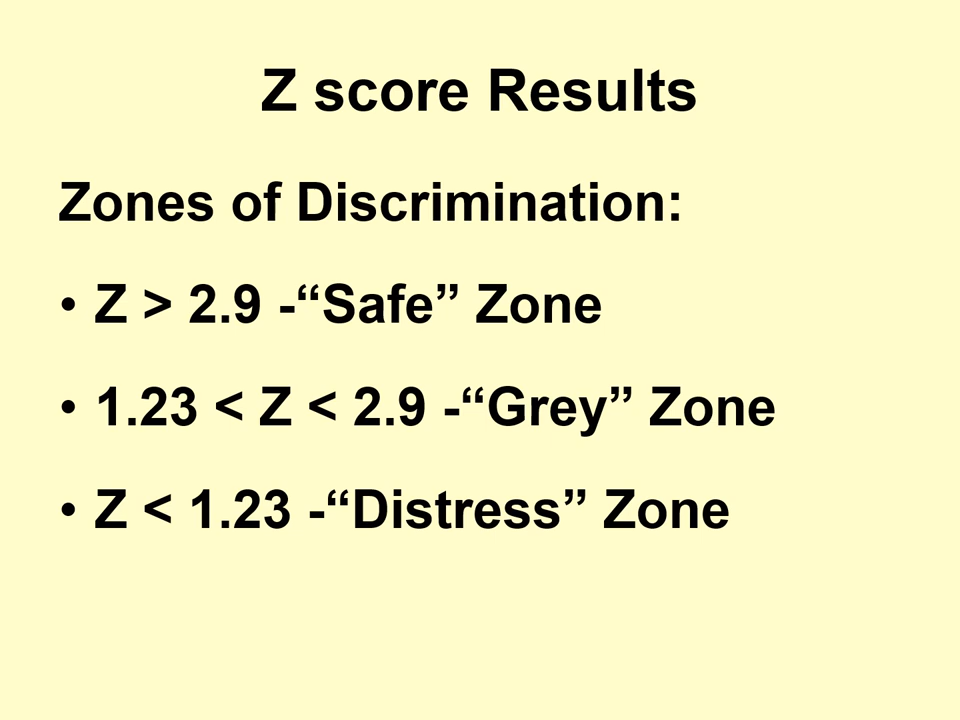 Z score Results
Zones of Discrimination:
• Z > 2.9 -“Safe” Zone
• 1.23 < Z < 2.9 -“Grey” Zone
• Z < 1.23 -“Distress” Zone